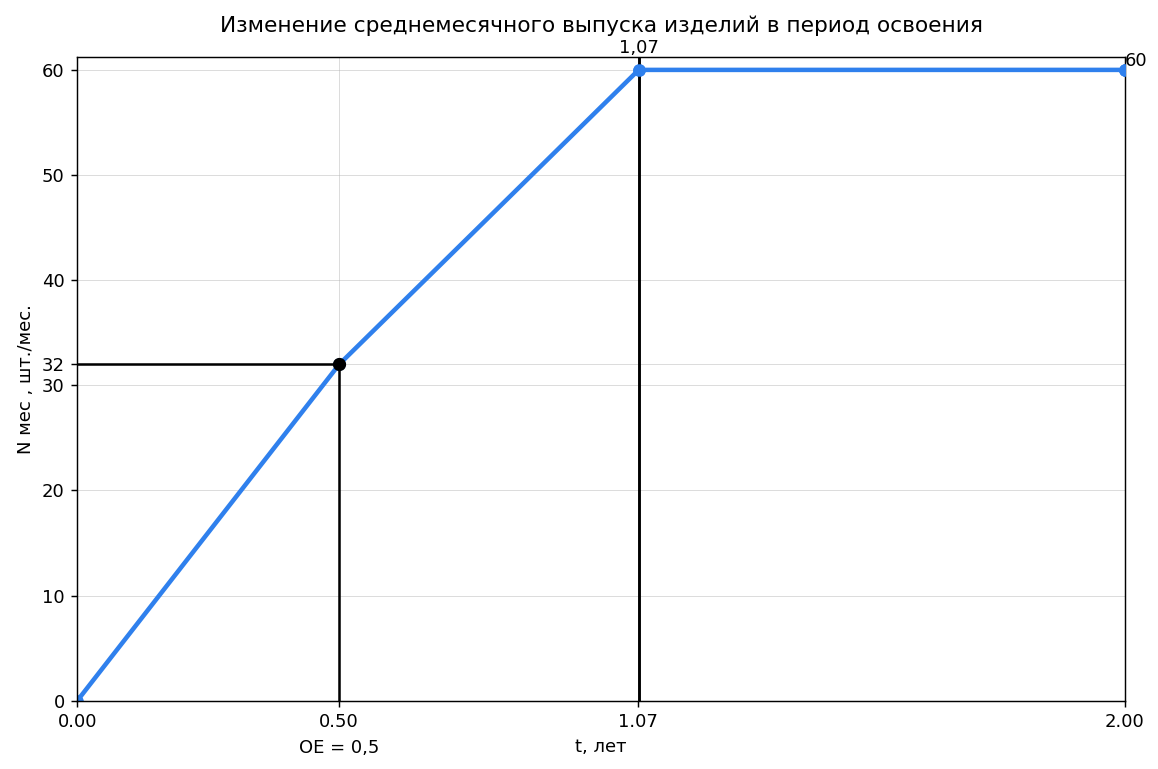 Изменение среднемесячного выпуска изделий в период освоения
1,07
60
60
50
40
32
30
20
10
0
N мес , шт./мес.
0.00 0.50 1.07 2.00
OE = 0,5 t, лет